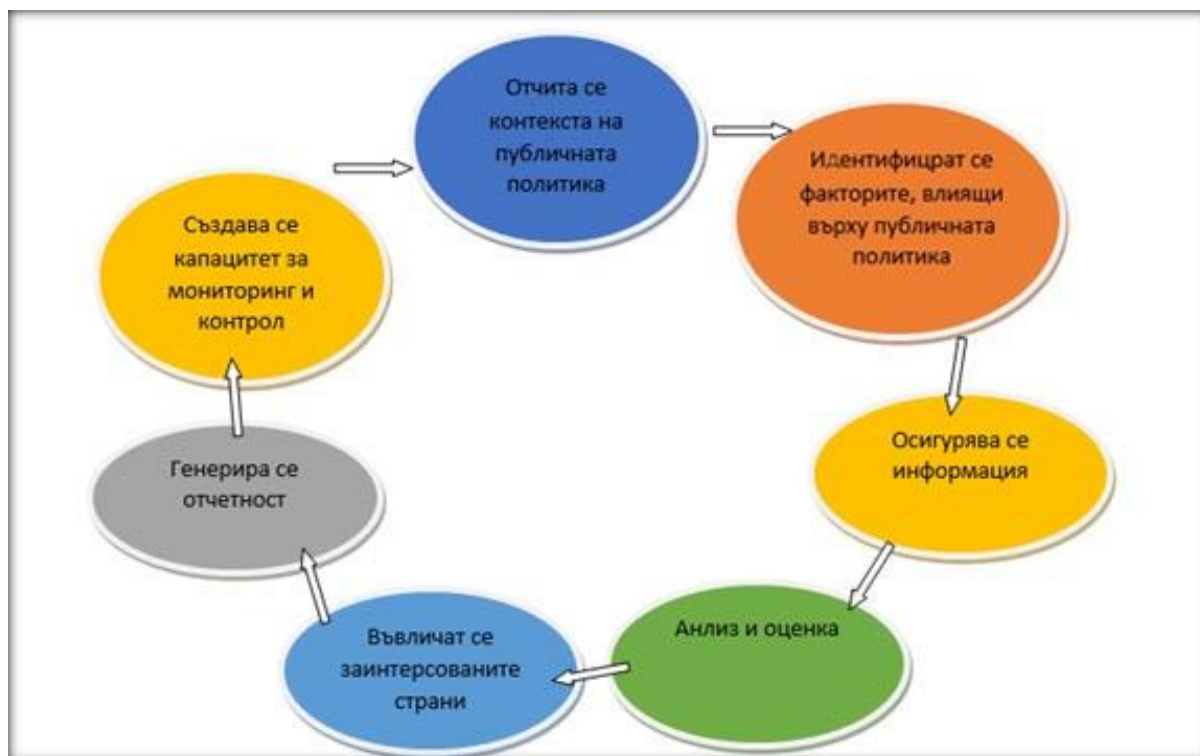 Отчита се
контекста на
публичната
политика
Идентифицрат се
факторите, влиящи
върху публичната
политика
Осигурява се
информация
Анлиз и оценка
Въвличат се
заинтерсованите
страни
Генерира се
отчетност
Създава се
капацитет за
мониторинг и
контрол